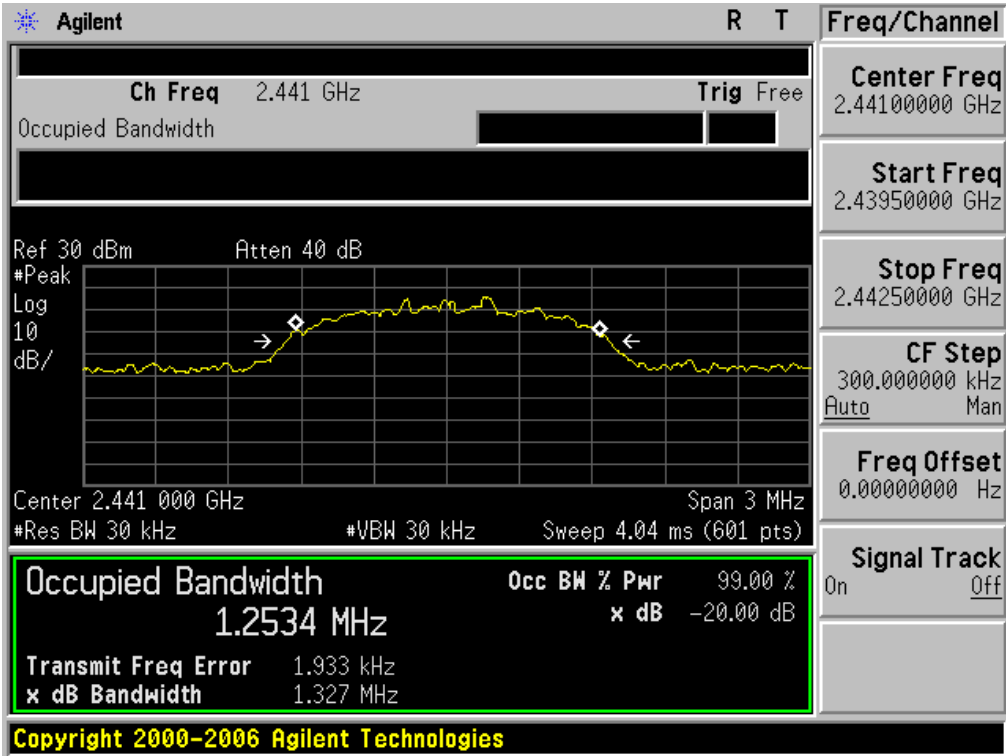 Agilent R T Freq/Channel
Ch Freq 2.441 GHz Trig Free
Occupied Bandwidth
Center Freq
2.44100000 GHz
Start Freq
2.43950000 GHz
Stop Freq
2.44250000 GHz
CF Step
300.000000 kHz
Auto Man
Freq Offset
0.00000000 Hz
Signal Track
On Off
Ref 30 dBm Atten 40 dB
#Peak
Log
10
dB/
Center 2.441 000 GHz Span 3 MHz
#Res BW 30 kHz #VBW 30 kHz Sweep 4.04 ms (601 pts)
Occupied Bandwidth
1.2534 MHz
Occ BW % Pwr 99.00 %
x dB -20.00 dB
Transmit Freq Error 1.933 kHz
x dB Bandwidth 1.327 MHz
Copyright 2000-2006 Agilent Technologies